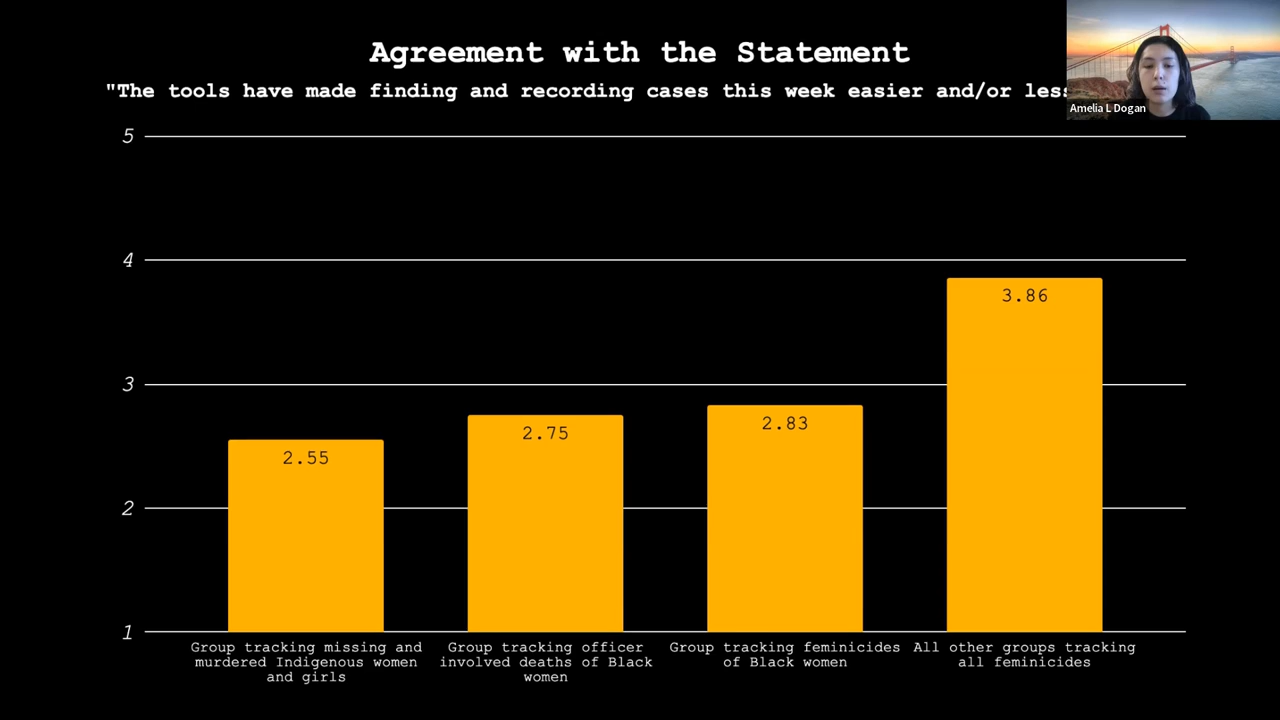 Agreement with the Statement
"The tools have made finding and recording cases this week easier and/or less
Amelia L Dogan
5
4
3
2
1
2.55
2.75
2.83
3.86
Group tracking missing and
murdered Indigenous women
and girls
Group tracking officer
involved deaths of Black
women
Group tracking feminicides
of Black women
All other groups tracking
all feminicides